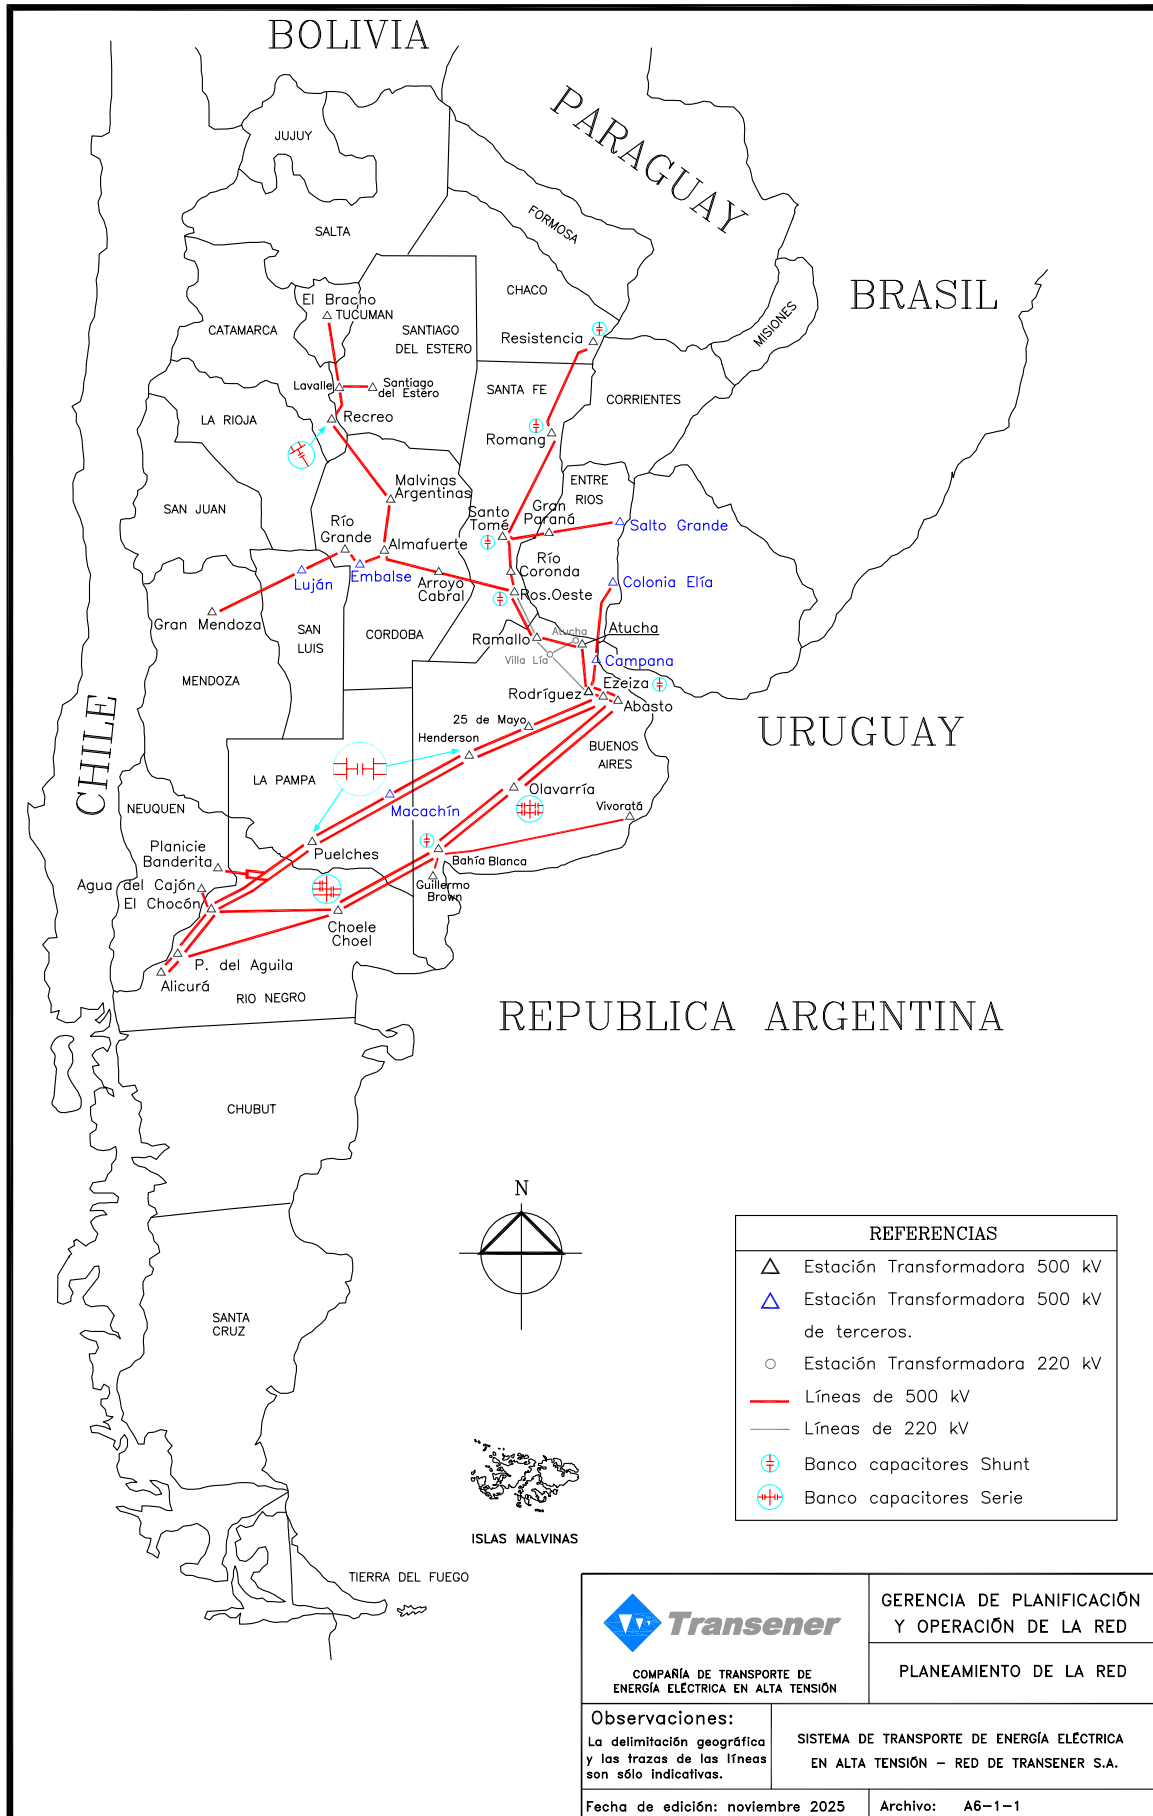 BOLIVIA
PARAGUAY
JUJUY
FORMOSA
SALTA
CHACO
BRASIL
MISIONES
El Bracho
TUCUMAN
CATAMARCA
SANTIAGO
DEL ESTERO
Resistencia
Lavalle
Santiago
del Estero
SANTA FE
CORRIENTES
LA RIOJA
Recreo
Romang
Malvinas
Argentinas
ENTRE
RIOS
SAN JUAN
Santo
Tomé
Gran
Paraná
Salto Grande
Río
Grande
Almafuerte
Río
Coronda
Luján
Embalse
Arroyo
Cabral
Colonia Elía
Ros.Oeste
Gran Mendoza
SAN
LUIS
CORDOBA
Ramallo
Atucha
Atucha
Villa Lía
Campana
MENDOZA
Rodríguez
Ezeiza
Abasto
CHILE
URUGUAY
25 de Mayo
Henderson
BUENOS
AIRES
LA PAMPA
NEUQUEN
Macachín
Olavarría
Vivoratá
Planicie
Banderita
Puelches
Bahía Blanca
Agua del Cajón
El Chocón
Guillermo
Brown
Choele
Choel
P. del Aguila
Alicurá
RIO NEGRO
REPUBLICA ARGENTINA
CHUBUT
N
REFERENCIAS
Estación Transformadora 500 kV
Estación Transformadora 500 kV
de terceros.
Estación Transformadora 220 kV
Líneas de 500 kV
Líneas de 220 kV
Banco capacitores Shunt
Banco capacitores Serie
SANTA
CRUZ
ISLAS MALVINAS
TIERRA DEL FUEGO
Transener
COMPAÑÍA DE TRANSPORTE DE
ENERGÍA ELÉCTRICA EN ALTA TENSIÓN
GERENCIA DE PLANIFICACIÓN
Y OPERACIÓN DE LA RED
PLANEAMIENTO DE LA RED
Observaciones:
La delimitación geográfica
y las trazas de las líneas
son sólo indicativas.
SISTEMA DE TRANSPORTE DE ENERGÍA ELÉCTRICA
EN ALTA TENSIÓN – RED DE TRANSENER S.A.
Fecha de edición: noviembre 2025
Archivo: A6-1-1